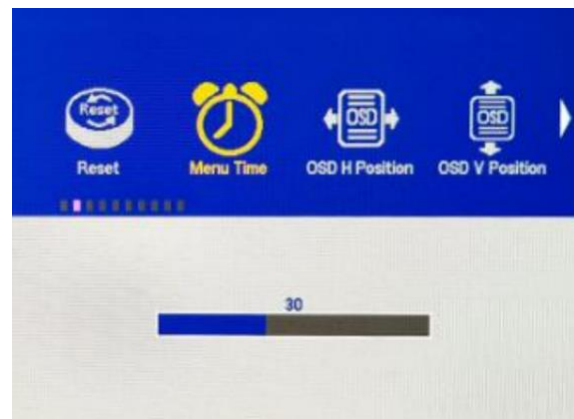 Reset
OSD
OSD
Reset
Menu Time
OSD H Position
OSD V Position
30